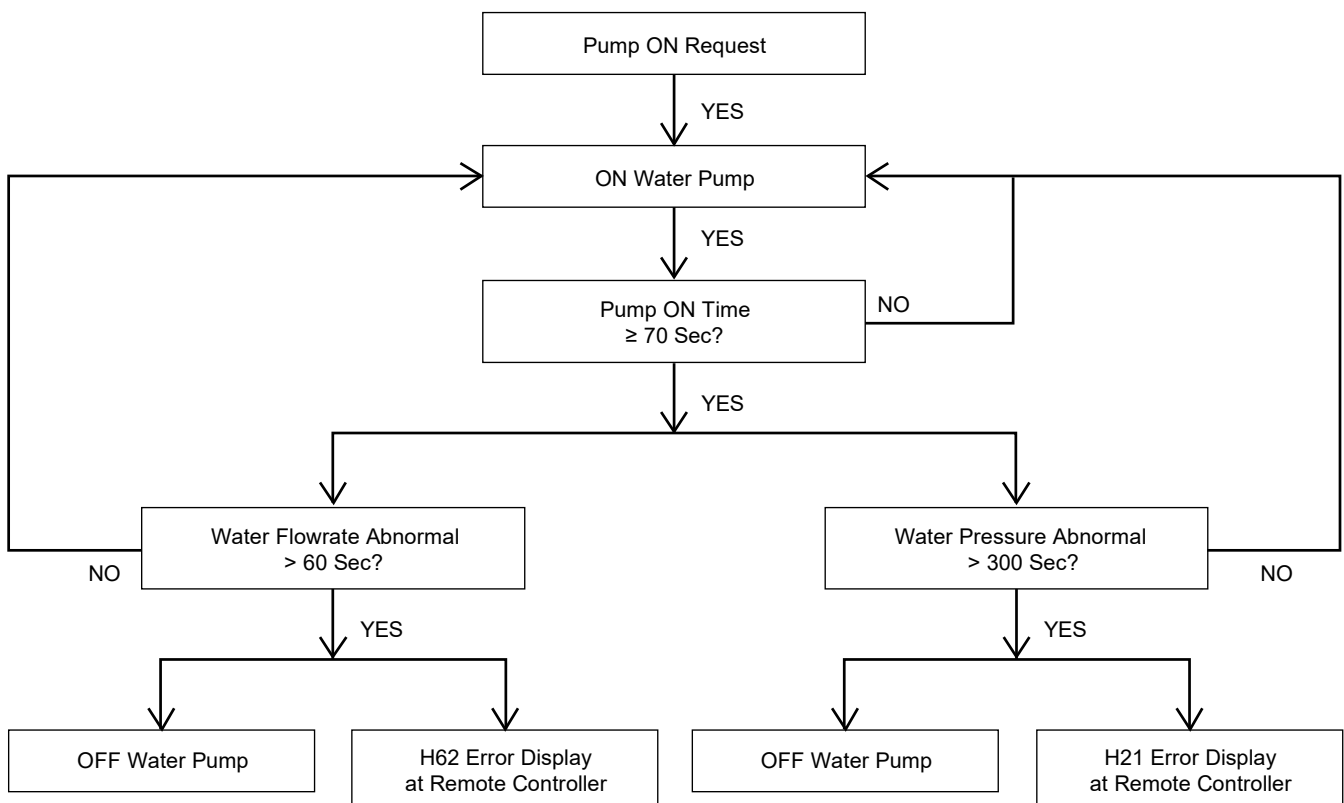 Pump ON Request
YES
ON Water Pump
YES
Pump ON Time
≥ 70 Sec?
NO
YES
Water Flowrate Abnormal
> 60 Sec?
NO
Water Pressure Abnormal
> 300 Sec?
NO
YES
YES
OFF Water Pump
H62 Error Display
at Remote Controller
OFF Water Pump
H21 Error Display
at Remote Controller